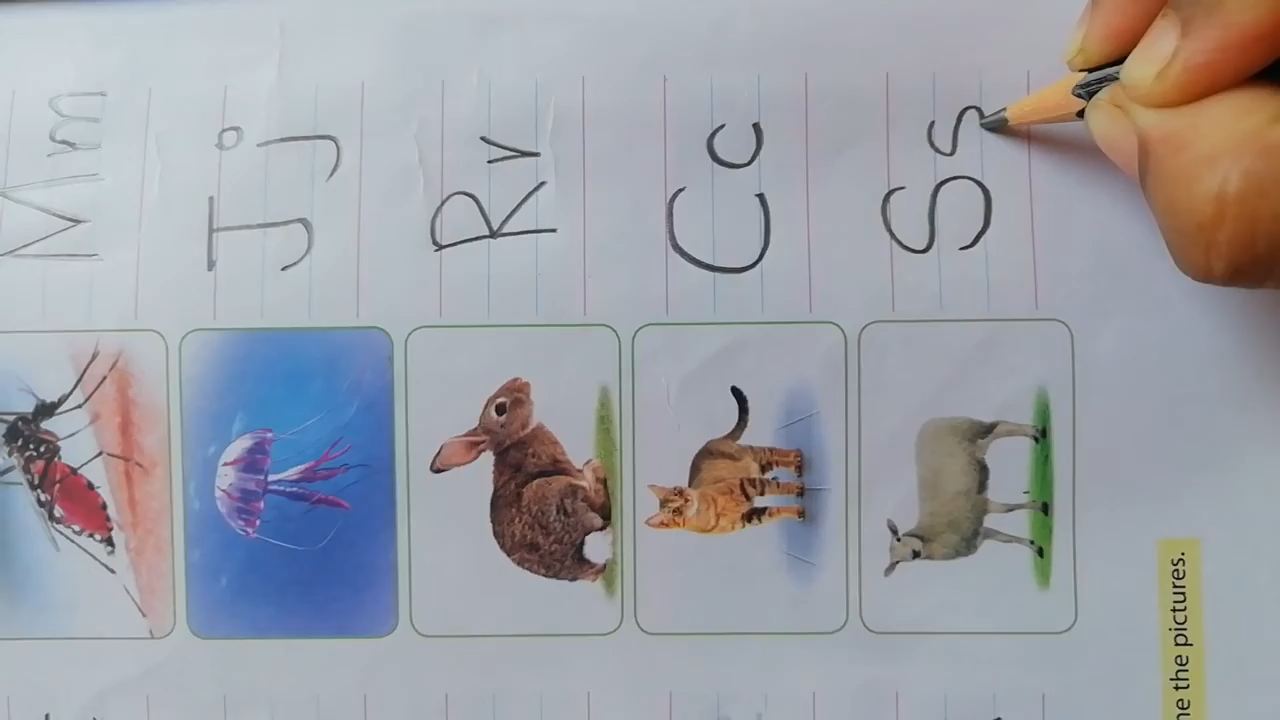 Mm
Jj
Rr
Cc
Ss
the pictures.